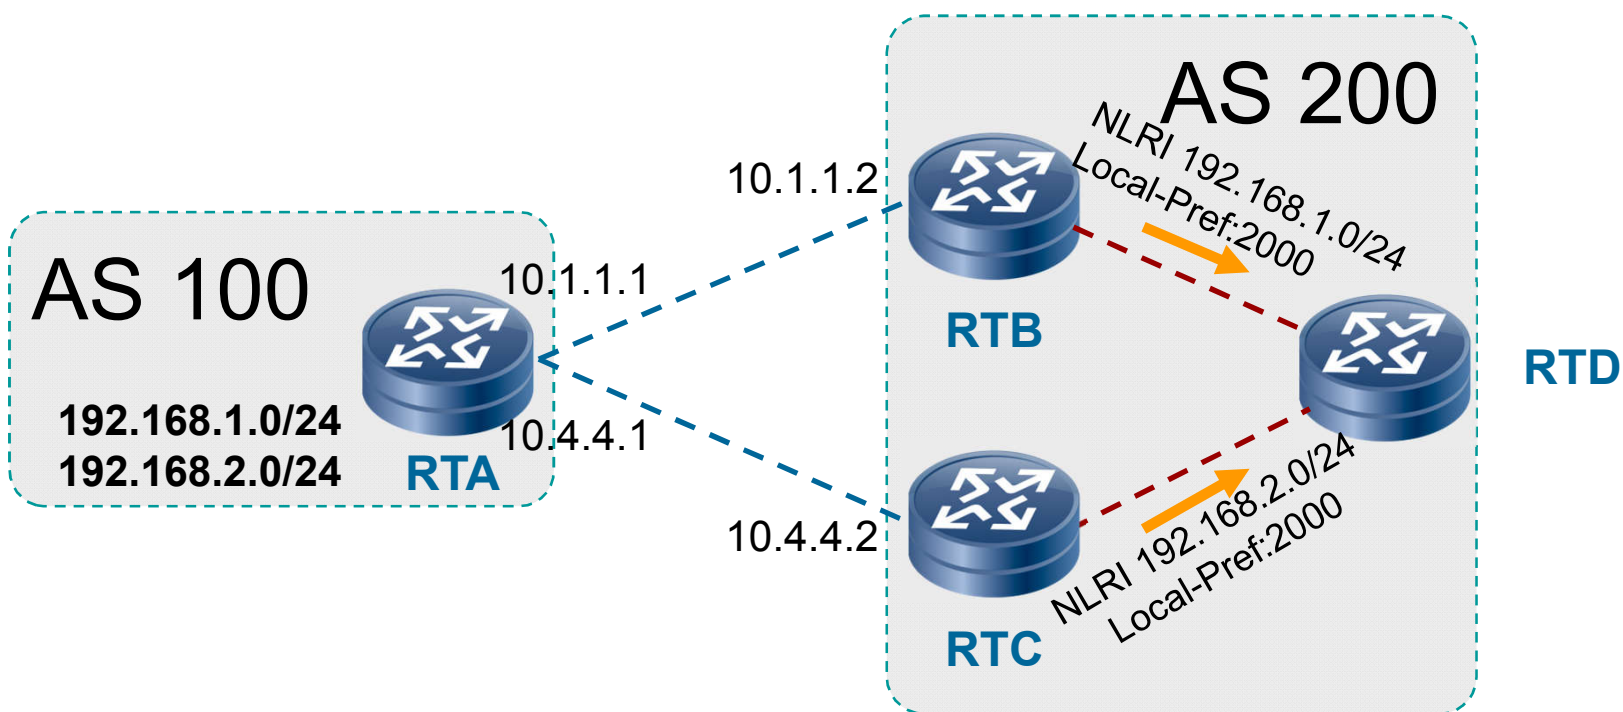 AS 200
NLRI 192.168.1.0/24
Local-Pref:2000
10.1.1.2
AS 100
10.1.1.1
RTB
RTD
192.168.1.0/24
192.168.2.0/24
10.4.4.1
RTA
10.4.4.2
NLRI 192.168.2.0/24
Local-Pref:2000
RTC